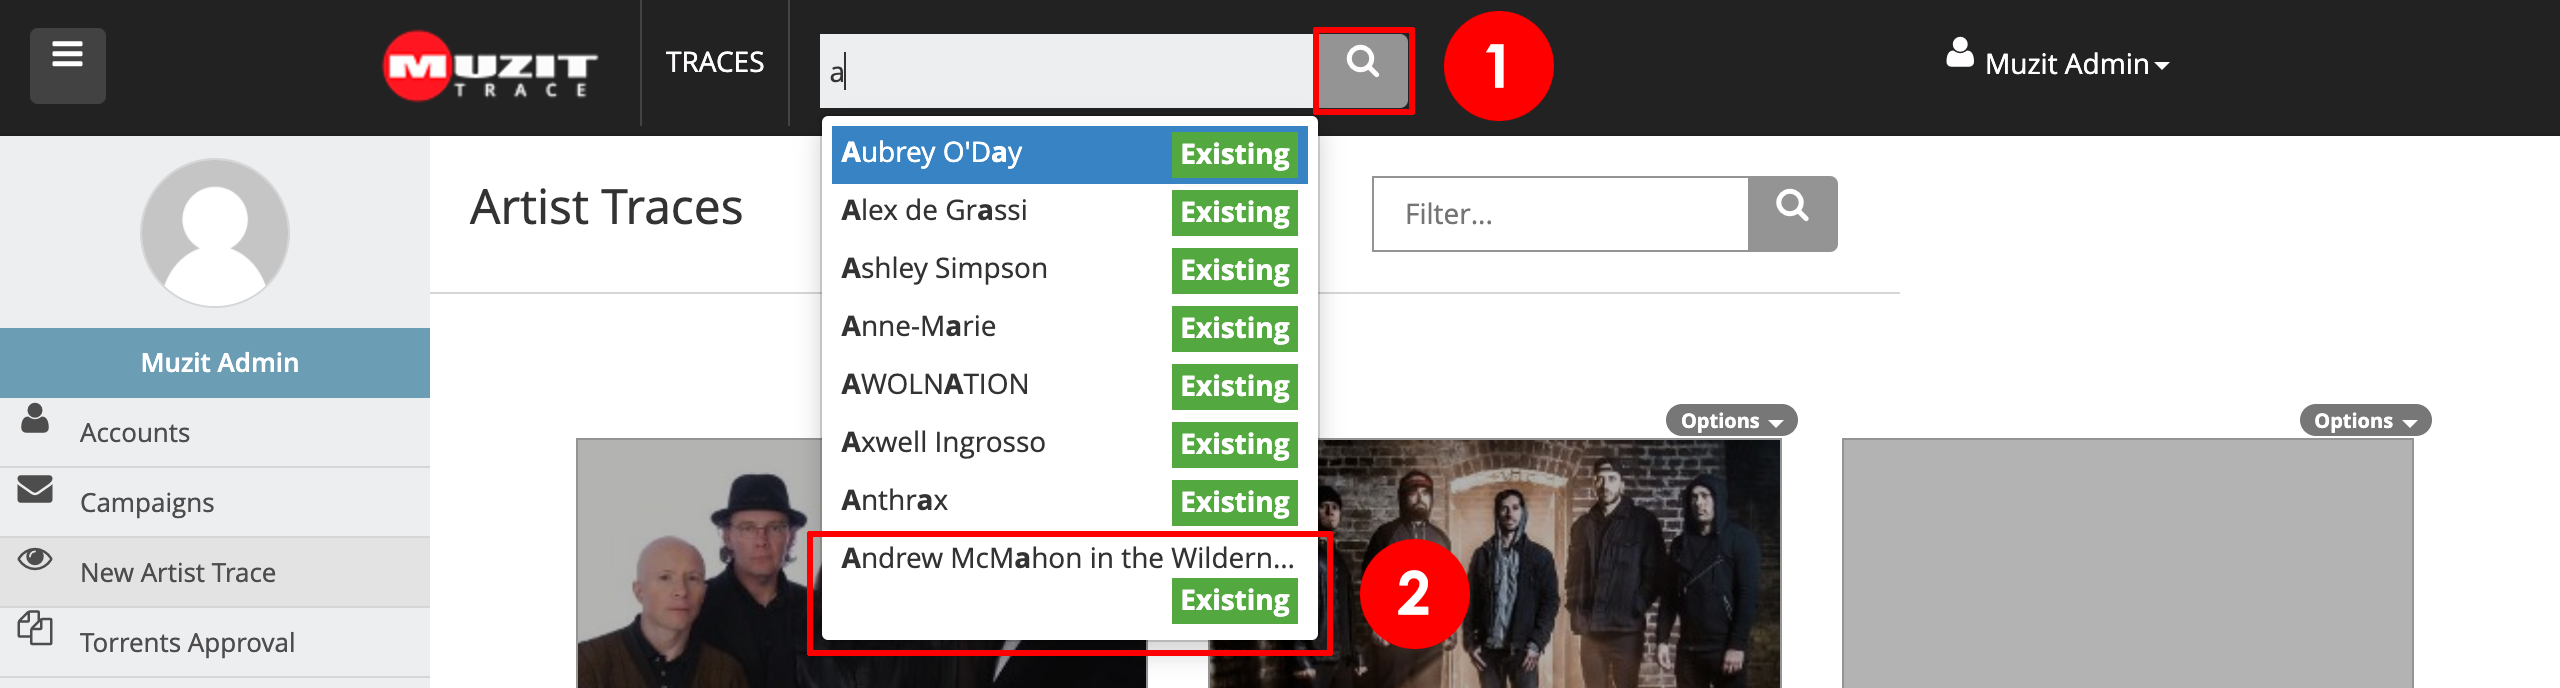 MUZIT
TRACE
TRACES
a
1
Muzit Admin
Aubrey O'Day Existing
Alex de Grassi Existing
Ashley Simpson Existing
Anne-Marie Existing
AWOLNATION Existing
Axwell Ingrosso Existing
Anthrax Existing
Andrew McMahon in the Wildern...
Existing
2
Artist Traces
Filter...
Muzit Admin
Accounts
Campaigns
New Artist Trace
Torrents Approval
Options
Options